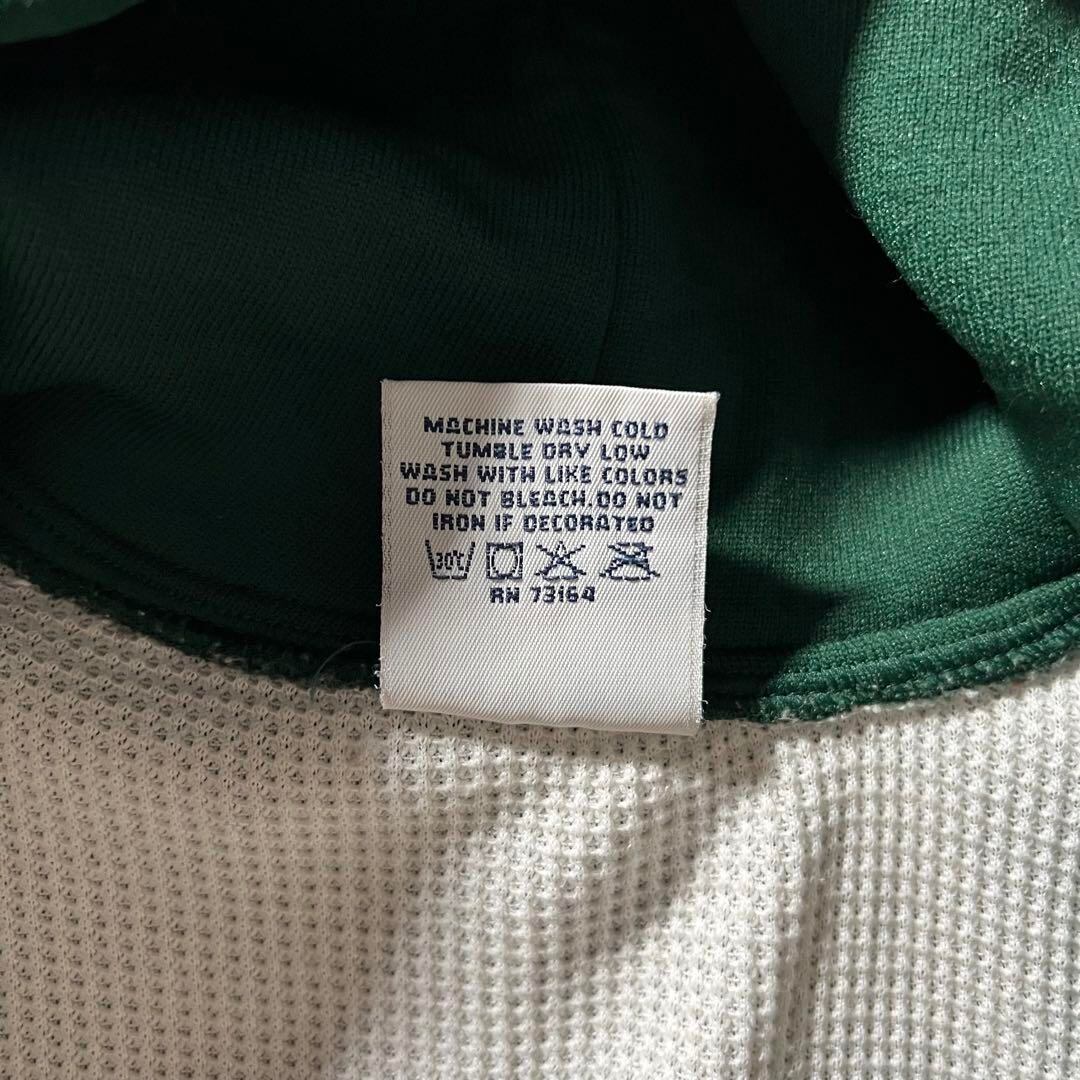 MACHINE WASH COLD
TUMBLE DRY LOW
WASH WITH LIKE COLORS
DO NOT BLEACH.DO NOT
IRON IF DECORATED
30℃
RN 73164